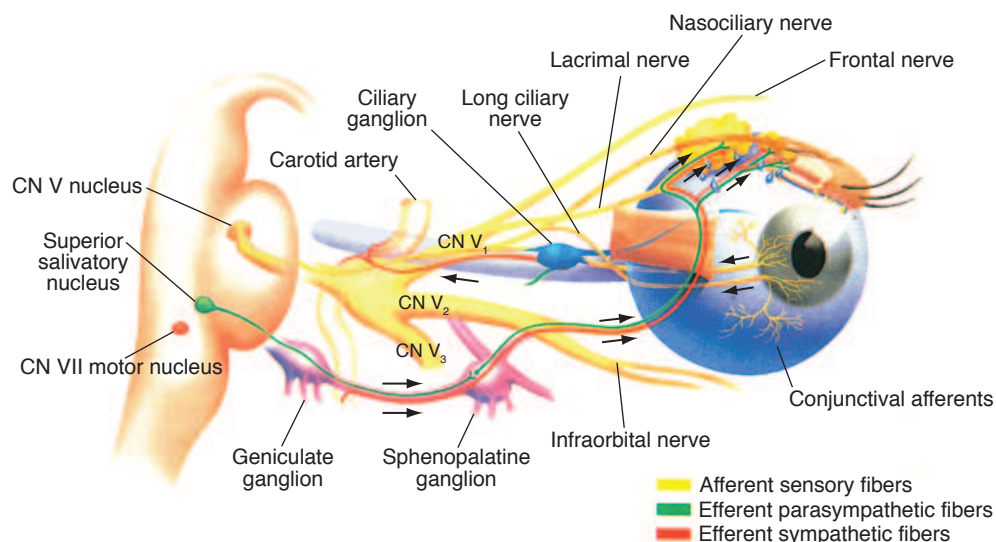 Nasociliary nerve
Lacrimal nerve
Frontal nerve
Ciliary
ganglion
Long ciliary
nerve
Carotid artery
CN V nucleus
Superior
salivatory
nucleus
CN VII motor nucleus
CN V1
CN V2
CN V3
Geniculate
ganglion
Sphenopalatine
ganglion
Infraorbital nerve
Conjunctival afferents
Afferent sensory fibers
Efferent parasympathetic fibers
Efferent sympathetic fibers